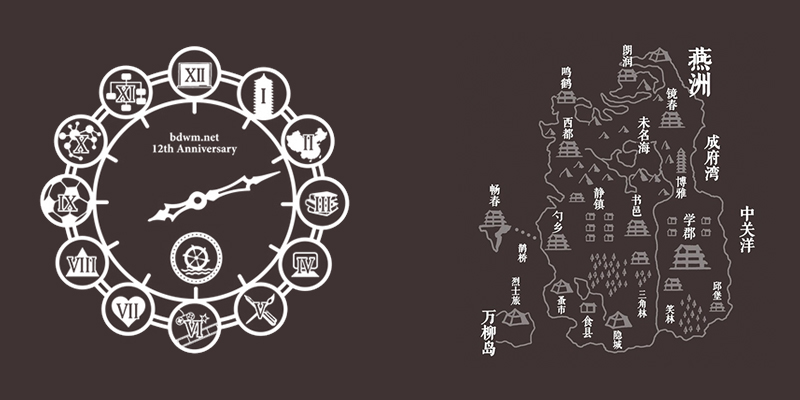 XII
I
II
III
IV
V
VI
VII
VIII
IX
X
XI
bdwm.net
12th Anniversary
燕洲
朗润
鸣鹤
镜春
西都
未名海
成府湾
博雅
畅春
静镇
书邑
学郡
中关洋
勺乡
鹊桥
烈士旅
万柳岛
蚤市
食县
隐城
三角林
笑林
邱堡